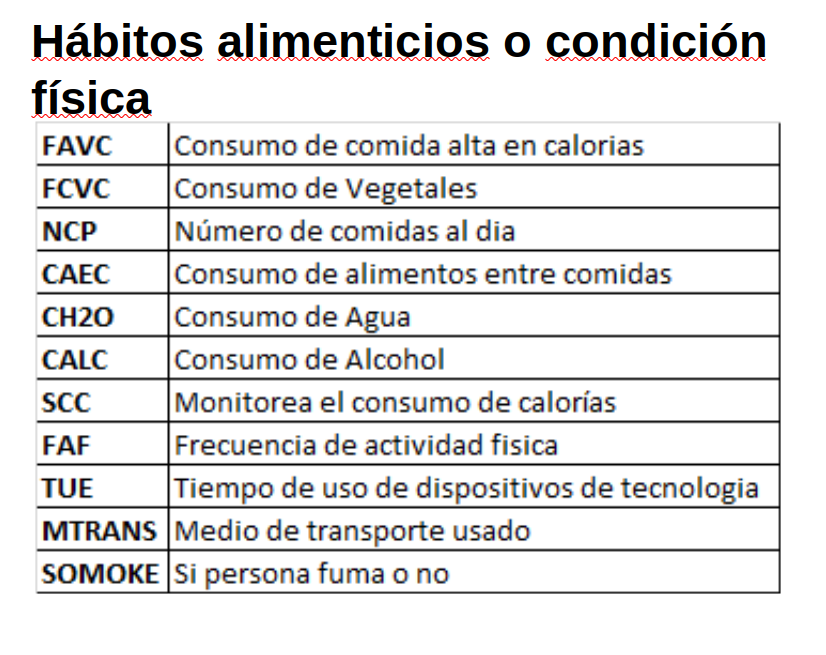 Hábitos alimenticios o condición
física
FAVC Consumo de comida alta en calorias
FCVC Consumo de Vegetales
NCP Número de comidas al dia
CAEC Consumo de alimentos entre comidas
CH2O Consumo de Agua
CALC Consumo de Alcohol
SCC Monitorea el consumo de calorías
FAF Frecuencia de actividad fisica
TUE Tiempo de uso de dispositivos de tecnologia
MTRANS Medio de transporte usado
SOMOKE Si persona fuma o no